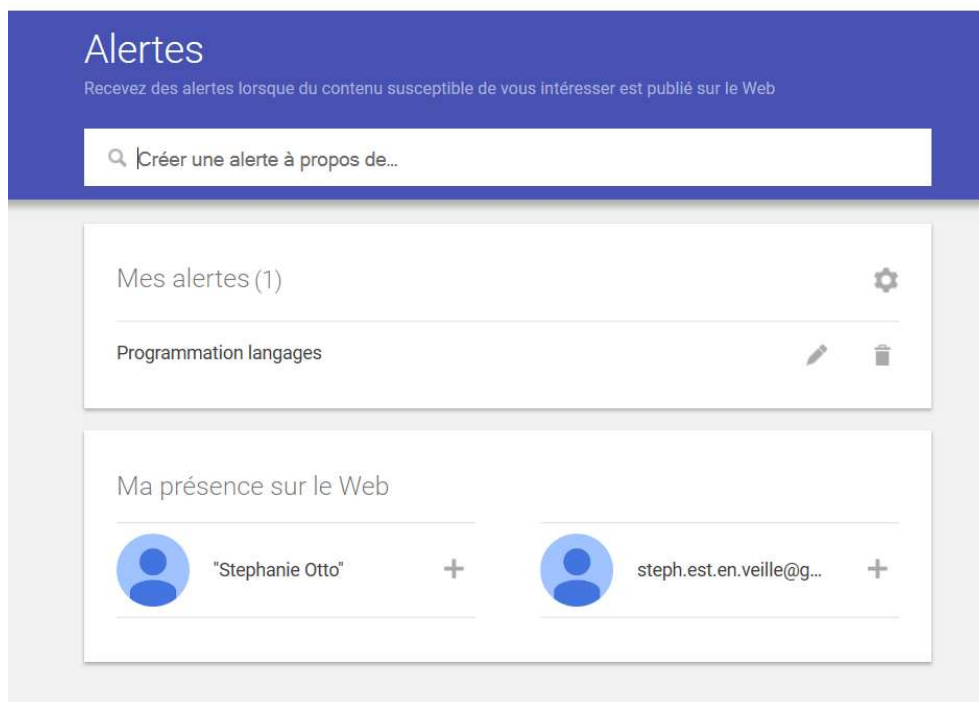 Alertes
Recevez des alertes lorsque du contenu susceptible de vous intéresser est publié sur le Web
Créer une alerte à propos de...
Mes alertes (1)
Programmation langages
Ma présence sur le Web
"Stephanie Otto"
steph.est.en.veille@g...